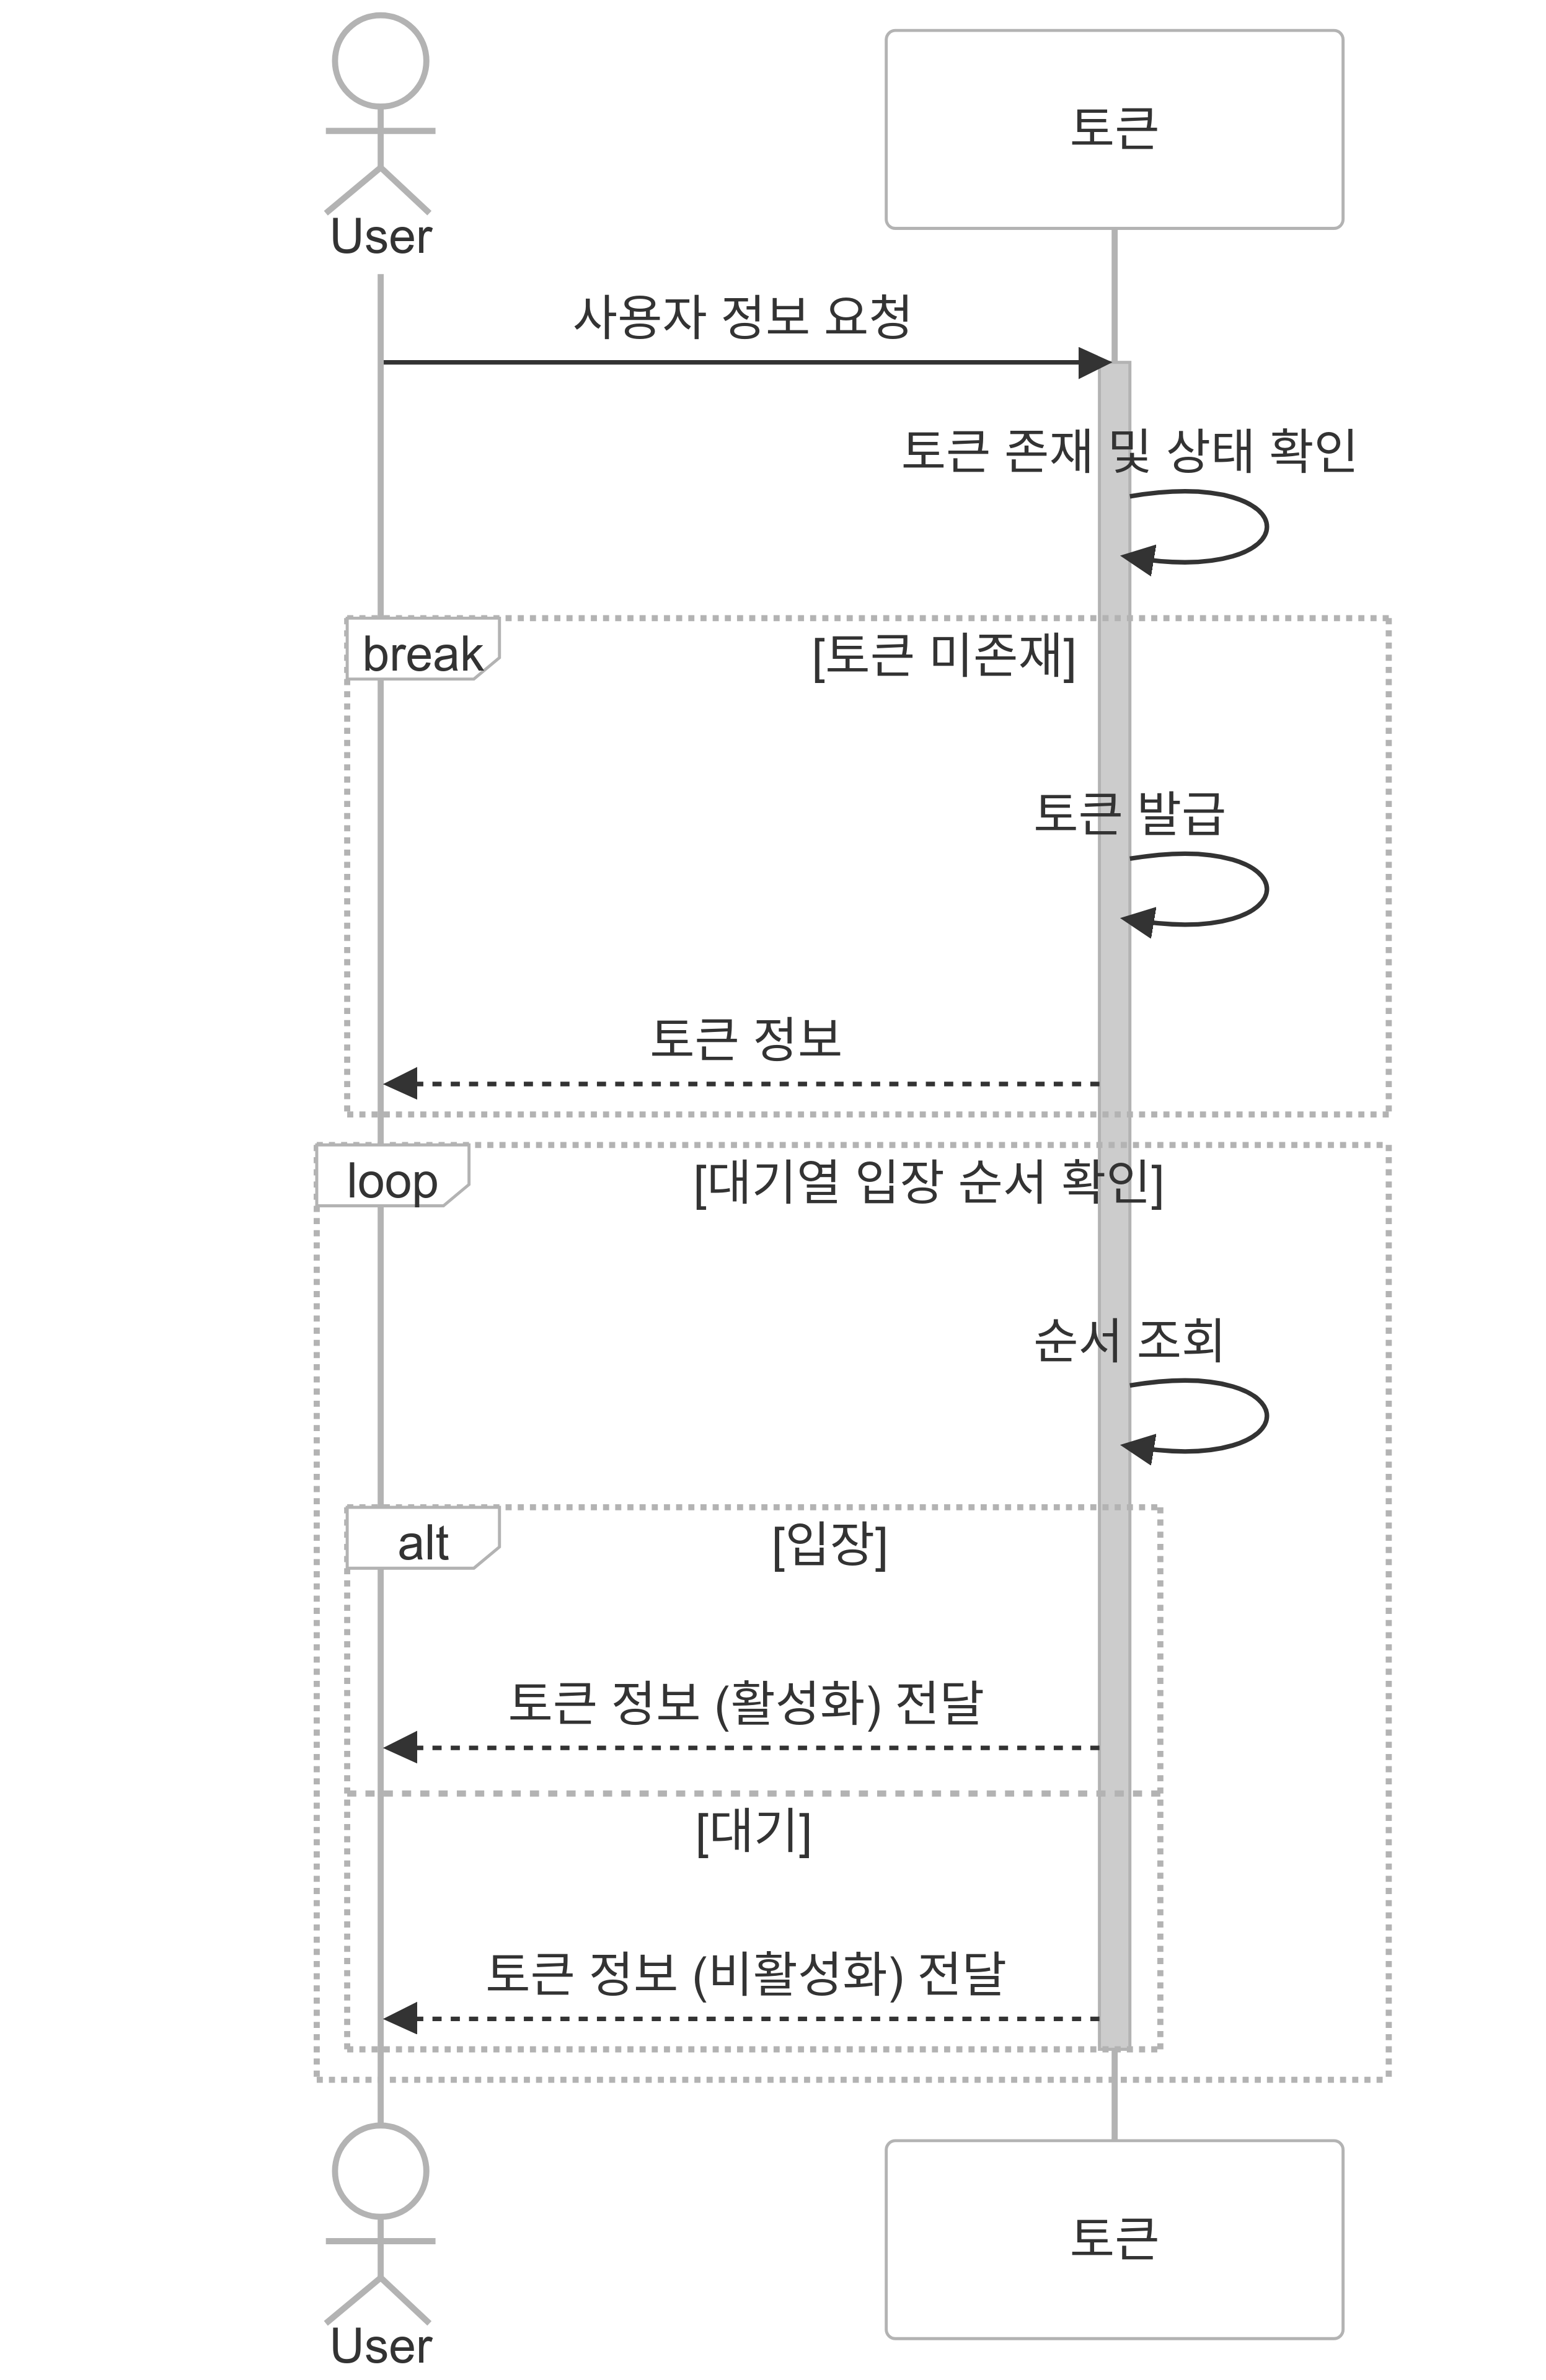 User
토큰
사용자 정보 요청
토큰 존재 및 상태 확인
break
[토큰 미존재]
토큰 발급
토큰 정보
loop
[대기열 입장 순서 확인]
순서 조회
alt
[입장]
토큰 정보 (활성화) 전달
[대기]
토큰 정보 (비활성화) 전달
토큰
User